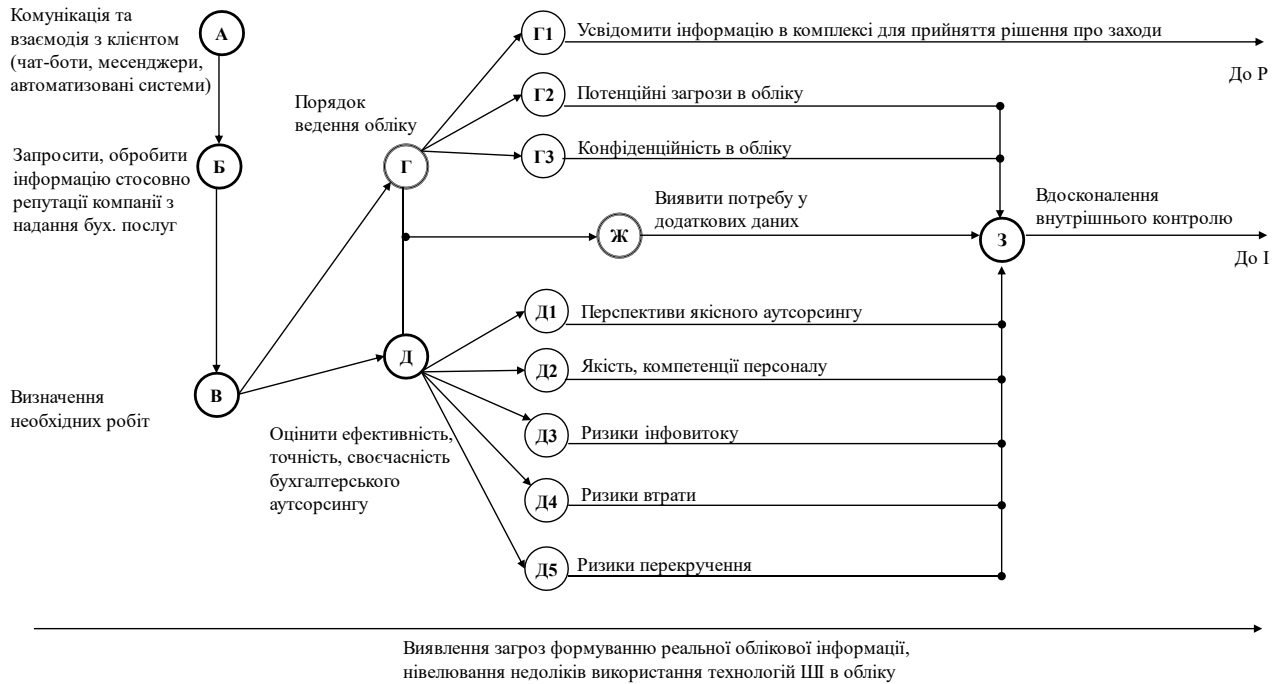 Комунікація та
взаємодія з клієнтом
(чат-боти, месенджери,
автоматизовані системи)
А
Запросити, обробити
інформацію стосовно
репутації компанії з
надання бух. послуг
Б
Визначення
необхідних робіт
В
Порядок
ведення обліку
Г
Д
Оцінити ефективність,
точність, своєчасність
бухгалтерського
аутсорсингу
Г1 Усвідомити інформацію в комплексі для прийняття рішення про заходи
До Р
Г2 Потенційні загрози в обліку
Г3 Конфіденційність в обліку
Ж
Виявити потребу у
додаткових даних
З
Вдосконалення
внутрішнього контролю
До І
Д1 Перспективи якісного аутсорсингу
Д2 Якість, компетенції персоналу
Д3 Ризики інфовитоку
Д4 Ризики втрати
Д5 Ризики перекручення
Виявлення загроз формуванню реальної облікової інформації,
нівелювання недоліків використання технологій ШІ в обліку